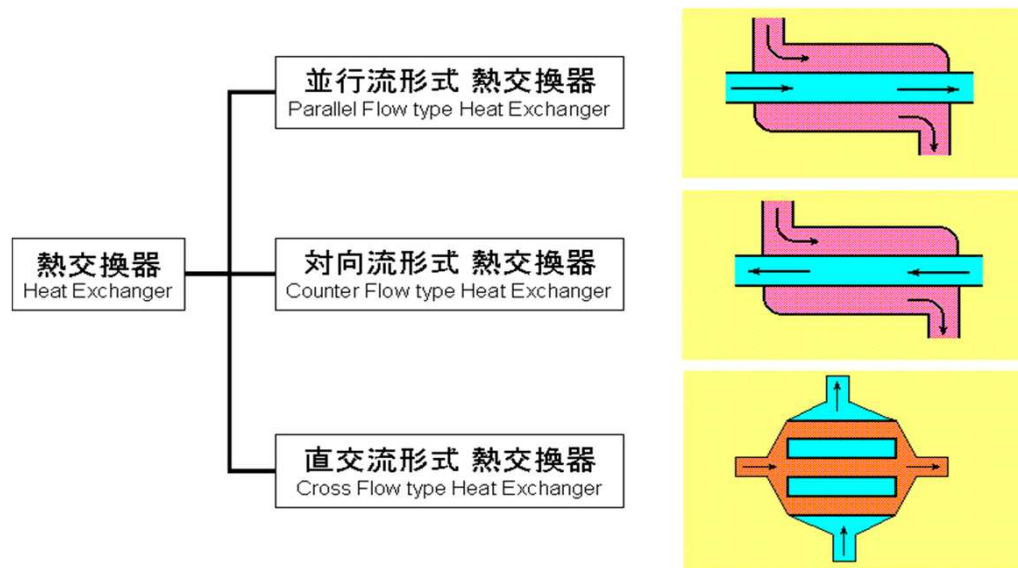 並行流形式 熱交換器
Parallel Flow type Heat Exchanger
熱交換器
Heat Exchanger
対向流形式 熱交換器
Counter Flow type Heat Exchanger
直交流形式 熱交換器
Cross Flow type Heat Exchanger